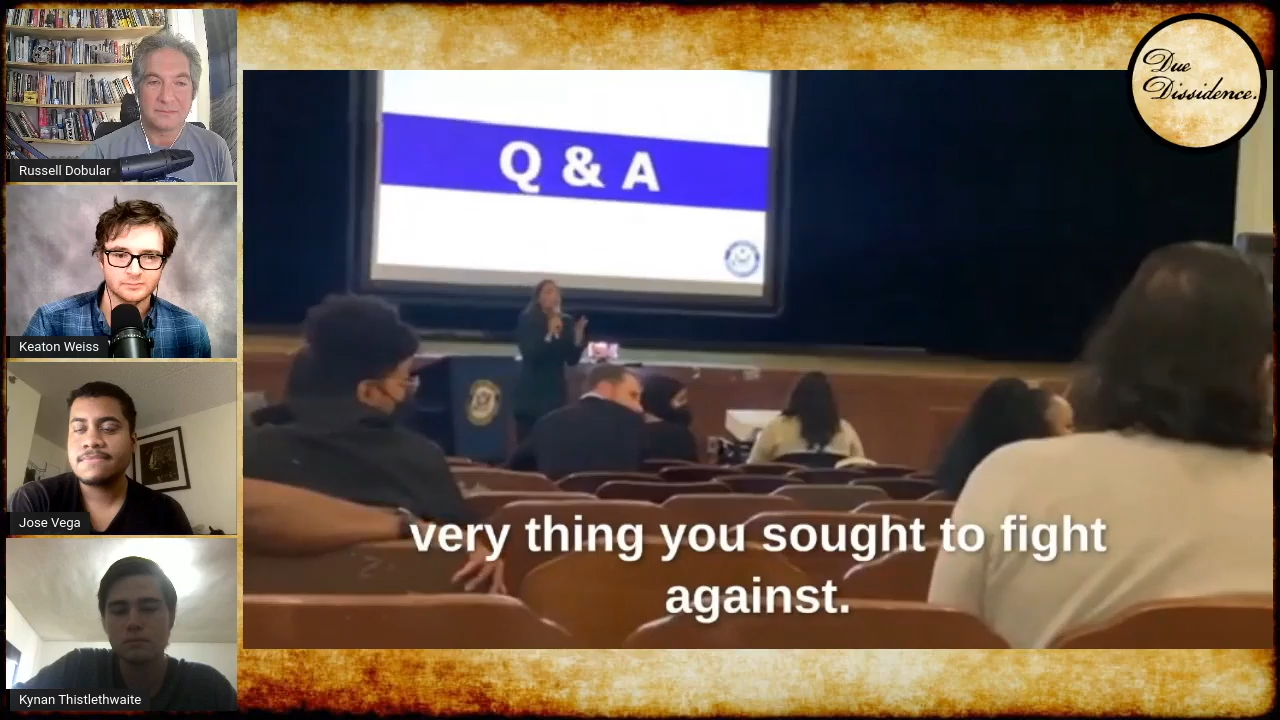 Russell Dobular
Keaton Weiss
Jose Vega
Kynan Thistlethwaite
Q & A
very thing you sought to fight
against.
Due
Dissidence.